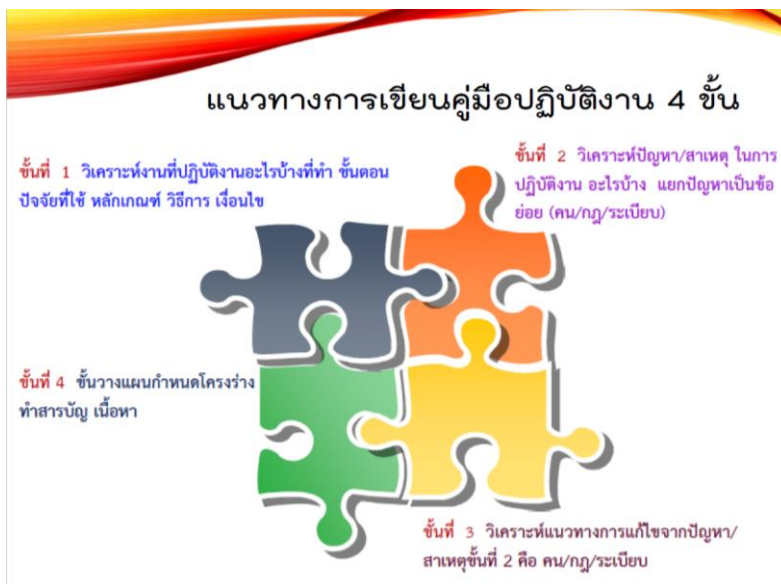 แนวทางการเขียนคู่มือปฏิบัติงาน 4 ขั้น
ขั้นที่ 1 วิเคราะห์งานที่ปฏิบัติงานอะไรบ้างที่ทำ ขั้นตอน
ปัจจัยที่ใช้ หลักเกณฑ์ วิธีการ เงื่อนไข
ขั้นที่ 2 วิเคราะห์ปัญหา/สาเหตุ ในการ
ปฏิบัติงาน อะไรบ้าง แยกปัญหาเป็นข้อ
ย่อย (คน/กฎ/ระเบียบ)
ขั้นที่ 3 วิเคราะห์แนวทางการแก้ไขจากปัญหา/
สาเหตุขั้นที่ 2 คือ คน/กฎ/ระเบียบ
ขั้นที่ 4 ขั้นวางแผนกำหนดโครงร่าง
ทำสารบัญ เนื้อหา